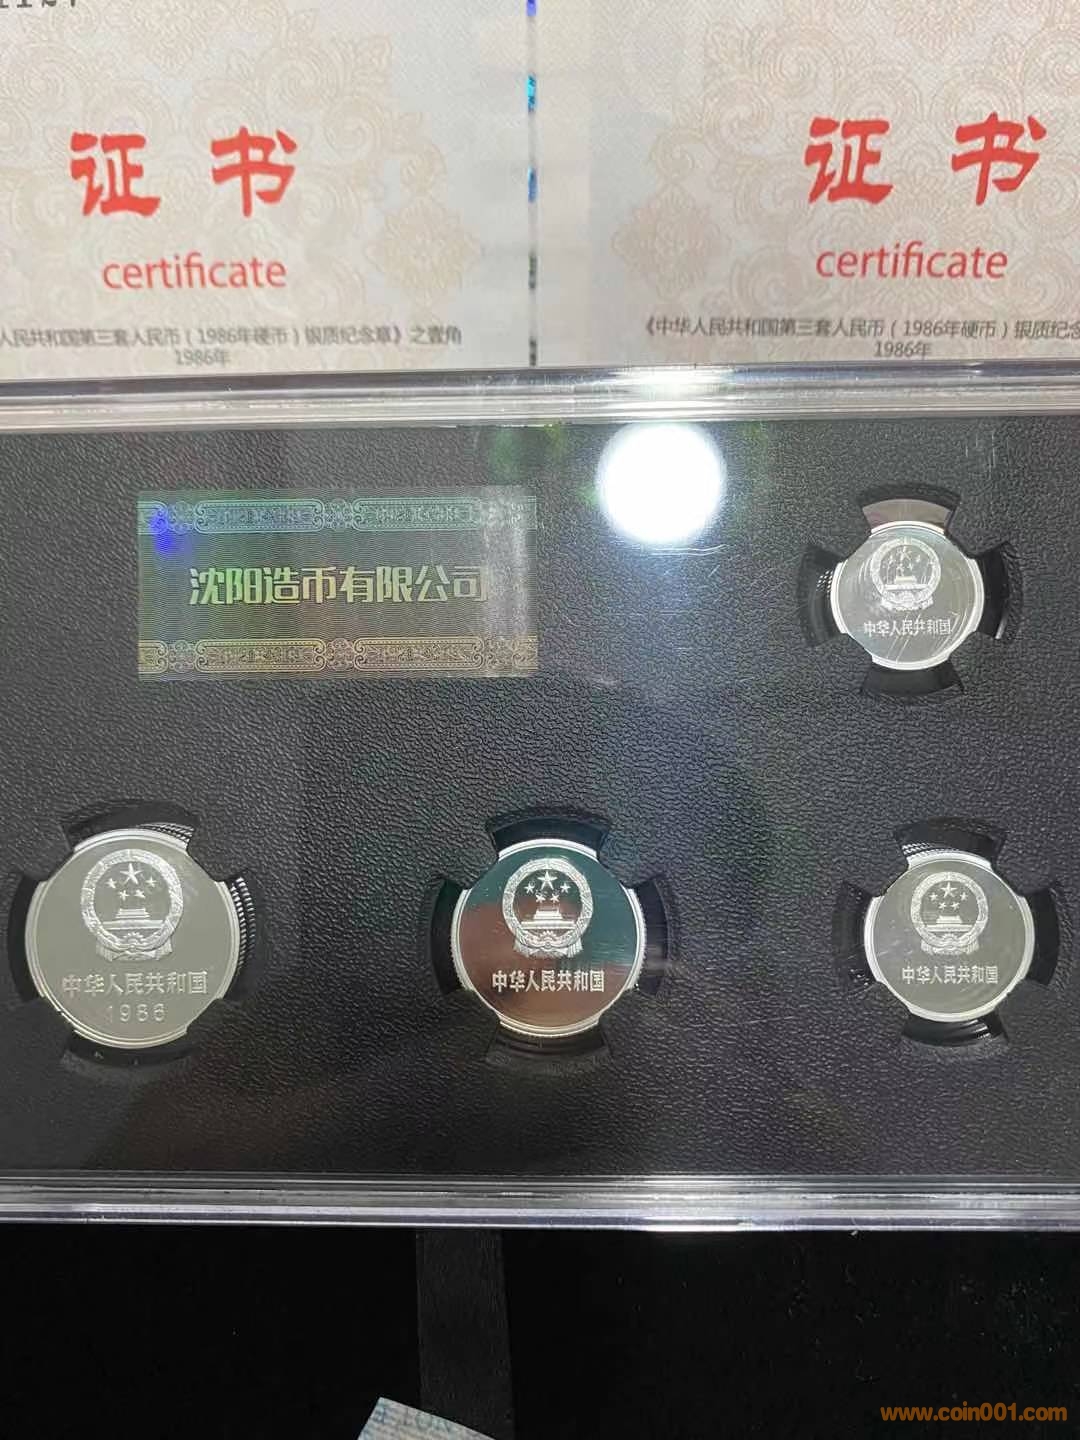 证书
certificate
人民共和国第三套人民币（1986年硬币）银质纪念章》之壹角
1986年
证书
certificate
《中华人民共和国第三套人民币（1986年硬币）银质纪念
1986年
沈阳造币有限公司
中华人民共和国
中华人民共和国
1986
中华人民共和国
中华人民共和国
www.coin001.com